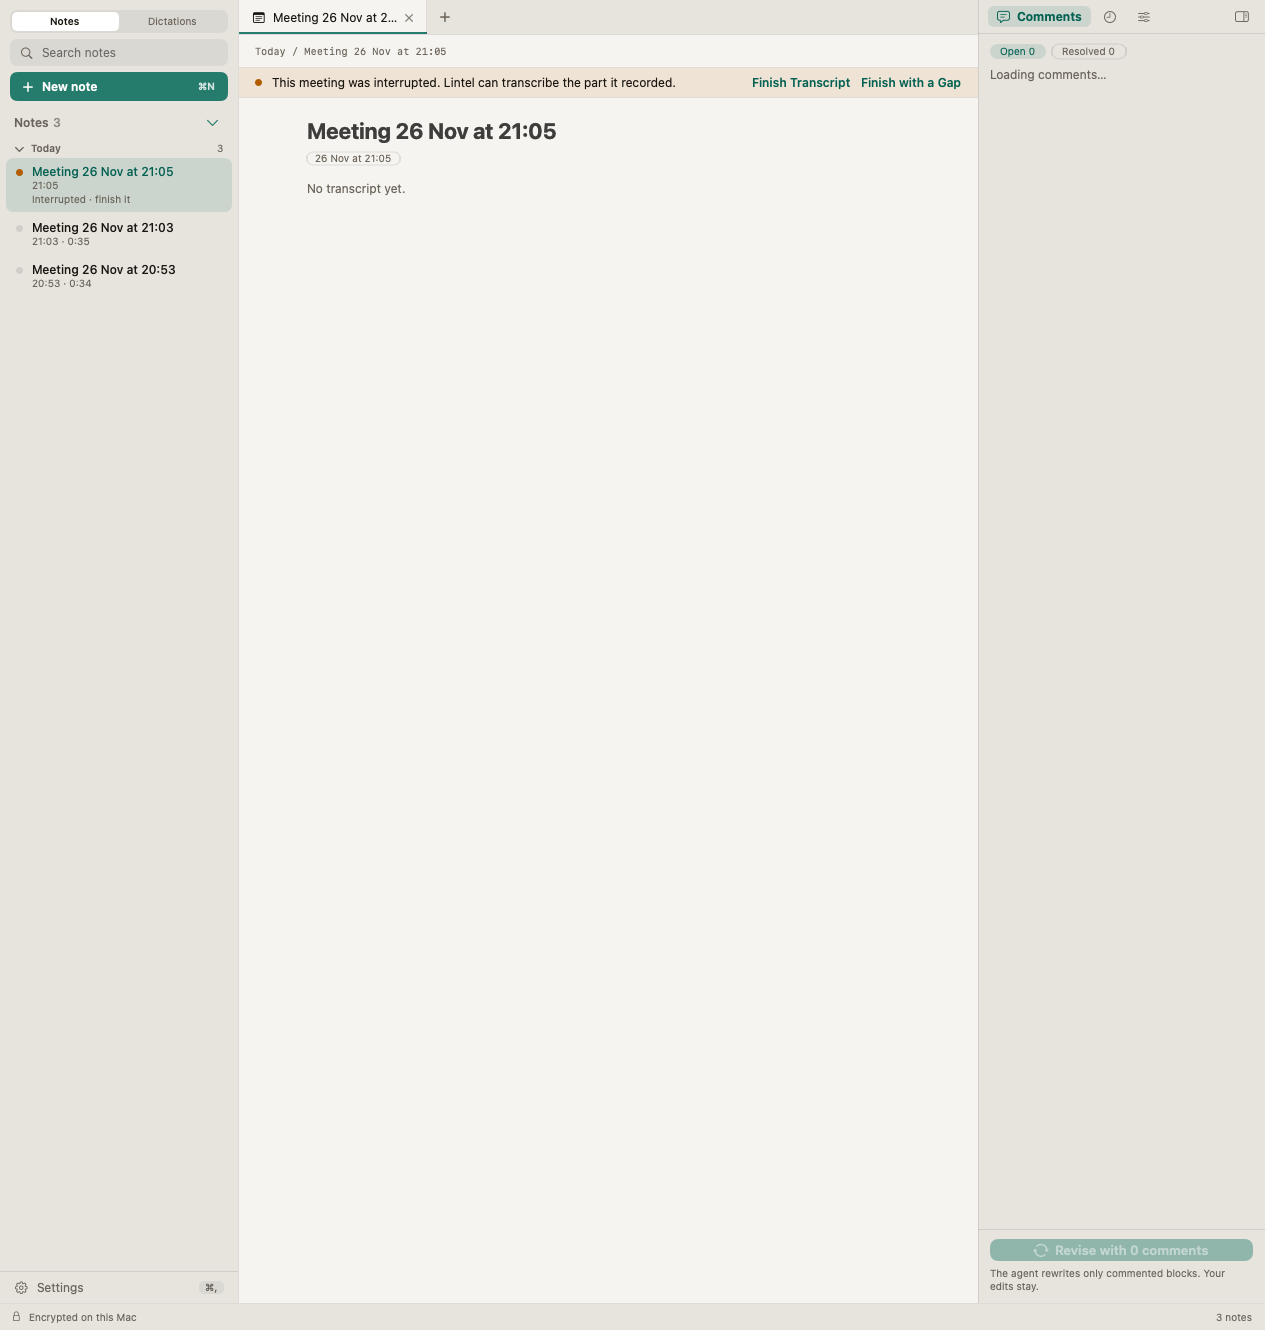 Notes
Dictations
Search notes
New note ⌘N
Notes 3
Today 3
Meeting 26 Nov at 21:05
21:05
Interrupted · finish it
Meeting 26 Nov at 21:03
21:03 · 0:35
Meeting 26 Nov at 20:53
20:53 · 0:34
Settings ⌘,
Encrypted on this Mac
Meeting 26 Nov at 2...
Today / Meeting 26 Nov at 21:05
This meeting was interrupted. Lintel can transcribe the part it recorded. Finish Transcript Finish with a Gap
Meeting 26 Nov at 21:05
26 Nov at 21:05
No transcript yet.
Comments
Open 0 Resolved 0
Loading comments...
Revise with 0 comments
The agent rewrites only commented blocks. Your
edits stay.
3 notes